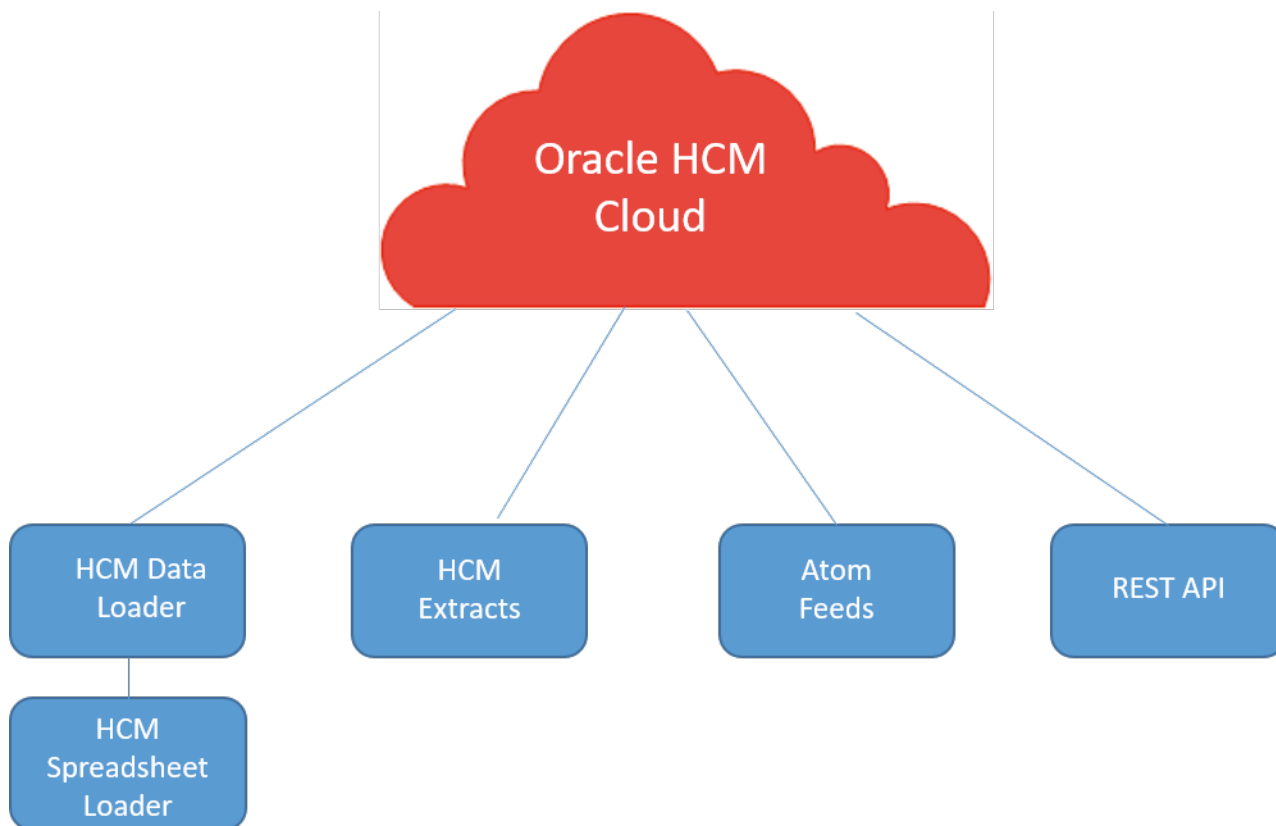 Oracle HCM
Cloud
HCM Data
Loader
HCM
Extracts
Atom
Feeds
REST API
HCM
Spreadsheet
Loader